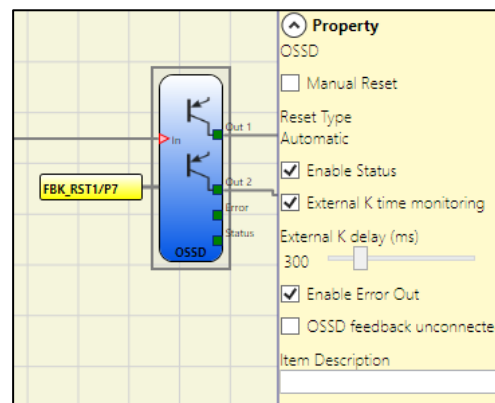 Out 1
In
Out 2
FBK_RST1/P7
Error
Status
OSSD
Property
OSSD
Manual Reset
Reset Type
Automatic
Enable Status
External K time monitoring
External K delay (ms)
300
Enable Error Out
OSSD feedback unconnecte
Item Description